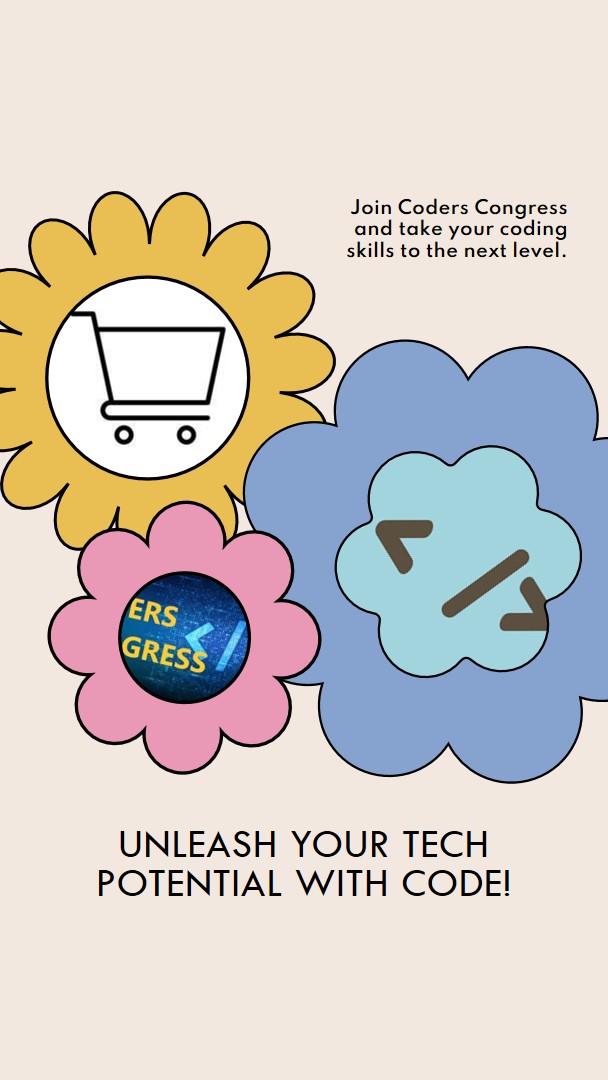 Join Coders Congress
and take your coding
skills to the next level.
ERS
GRESS
</>
UNLEASH YOUR TECH
POTENTIAL WITH CODE!